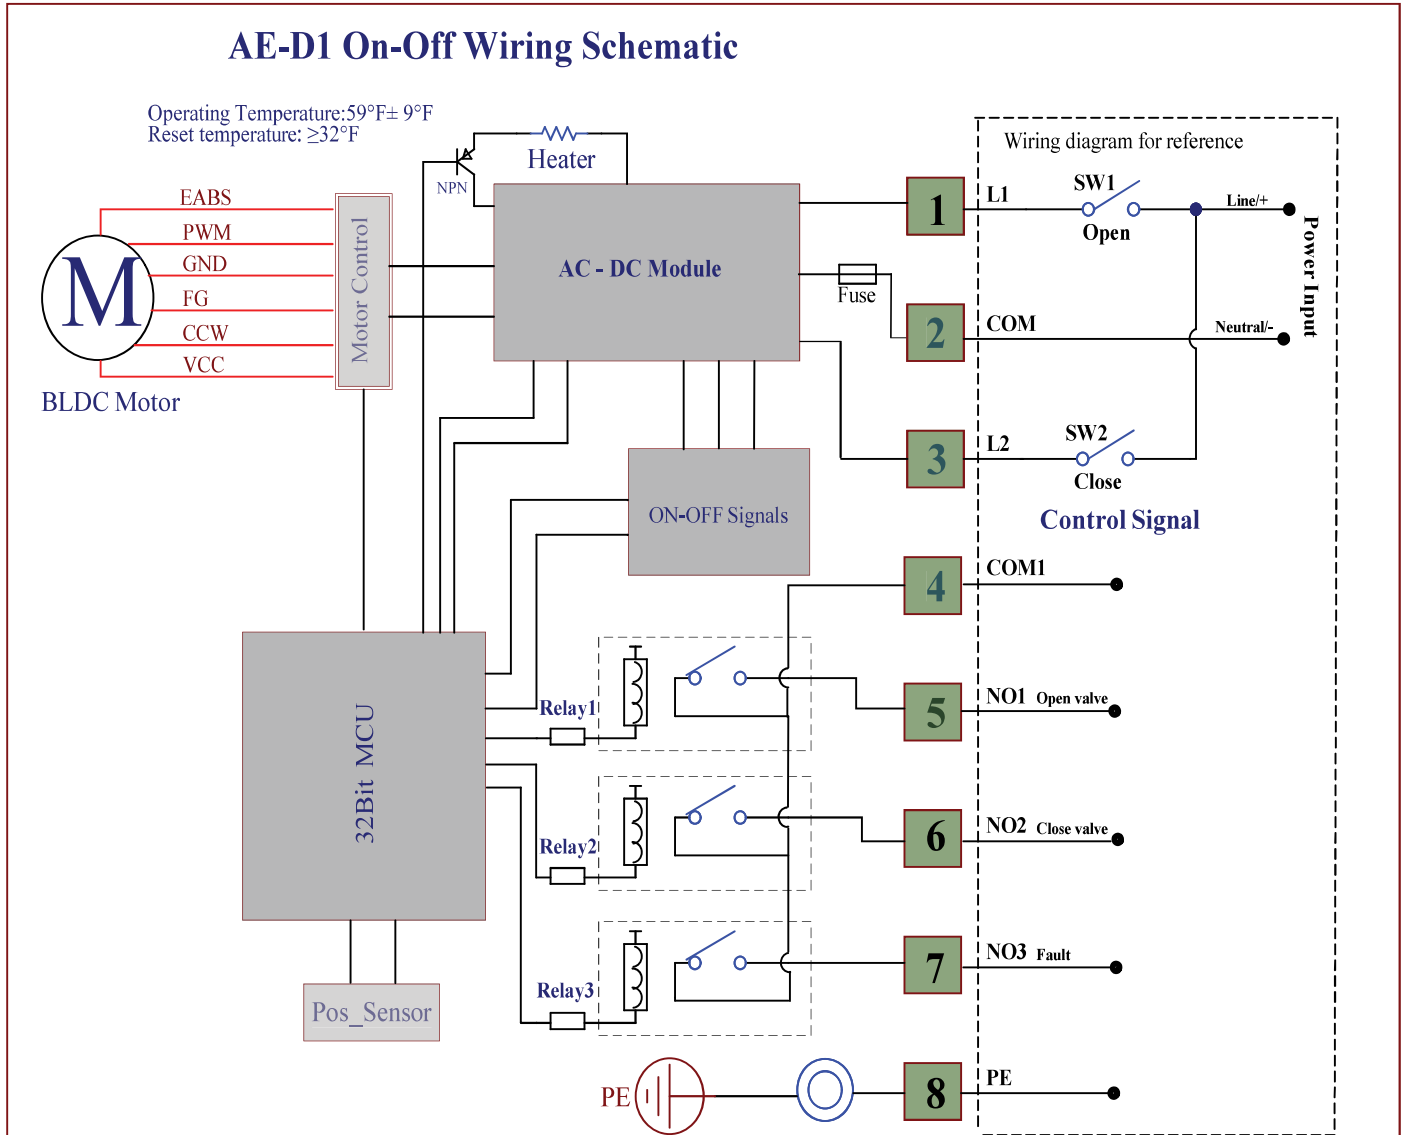 AE-D1 On-Off Wiring Schematic
Operating Temperature:59°F± 9°F
Reset temperature: ≥32°F
Heater
NPN
EABS
PWM
GND
FG
CCW
VCC
M
BLDC Motor
Motor Control
AC - DC Module
Fuse
ON-OFF Signals
32Bit MCU
Pos_Sensor
Relay1
Relay2
Relay3
PE
1
2
3
4
5
6
7
8
Wiring diagram for reference
L1
SW1
Open
Line/+
COM
Neutral/-
Power Input
L2
SW2
Close
Control Signal
COM1
NO1 Open valve
NO2 Close valve
NO3 Fault
PE